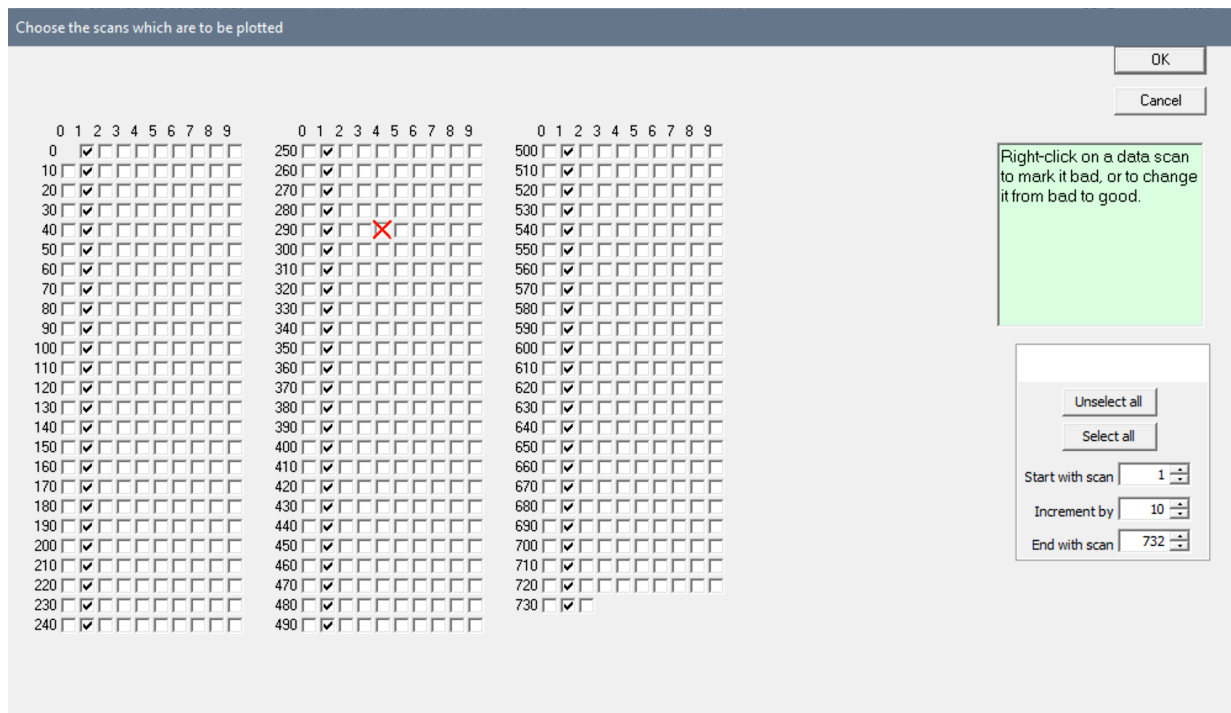 Choose the scans which are to be plotted
OK
Cancel
0 1 2 3 4 5 6 7 8 9 0 1 2 3 4 5 6 7 8 9 0 1 2 3 4 5 6 7 8 9
0 250 500
10 260 510
20 270 520
30 280 530
40 290 540
50 300 550
60 310 560
70 320 570
80 330 580
90 340 590
100 350 600
110 360 610
120 370 620
130 380 630
140 390 640
150 400 650
160 410 660
170 420 670
180 430 680
190 440 690
200 450 700
210 460 710
220 470 720
230 480 730
240 490
Right-click on a data scan
to mark it bad, or to change
it from bad to good.
Unselect all
Select all
Start with scan 1
Increment by 10
End with scan 732